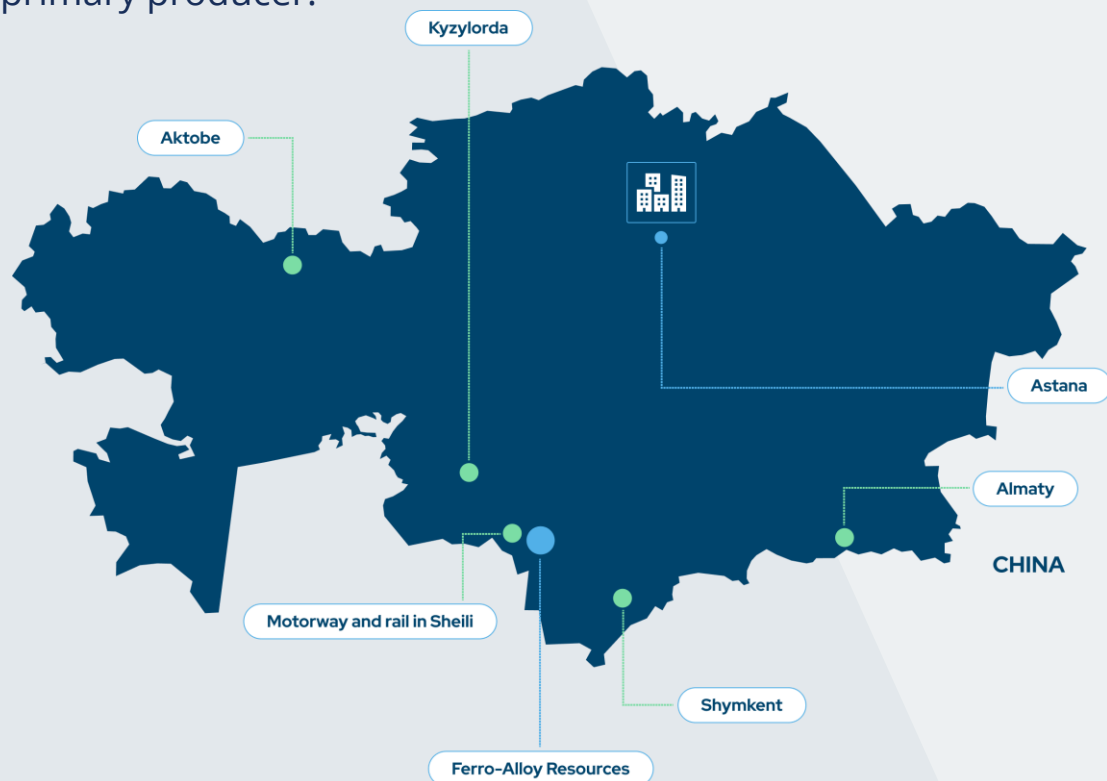 primary producer.
Kyzylorda
Aktobe
Astana
Almaty
CHINA
Motorway and rail in Sheili
Shymkent
Ferro-Alloy Resources